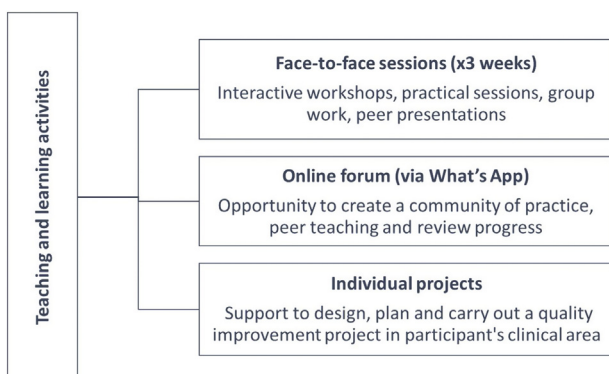 Teaching and learning activities
Face-to-face sessions (x3 weeks)
Interactive workshops, practical sessions, group
work, peer presentations
Online forum (via What's App)
Opportunity to create a community of practice,
peer teaching and review progress
Individual projects
Support to design, plan and carry out a quality
improvement project in participant's clinical area